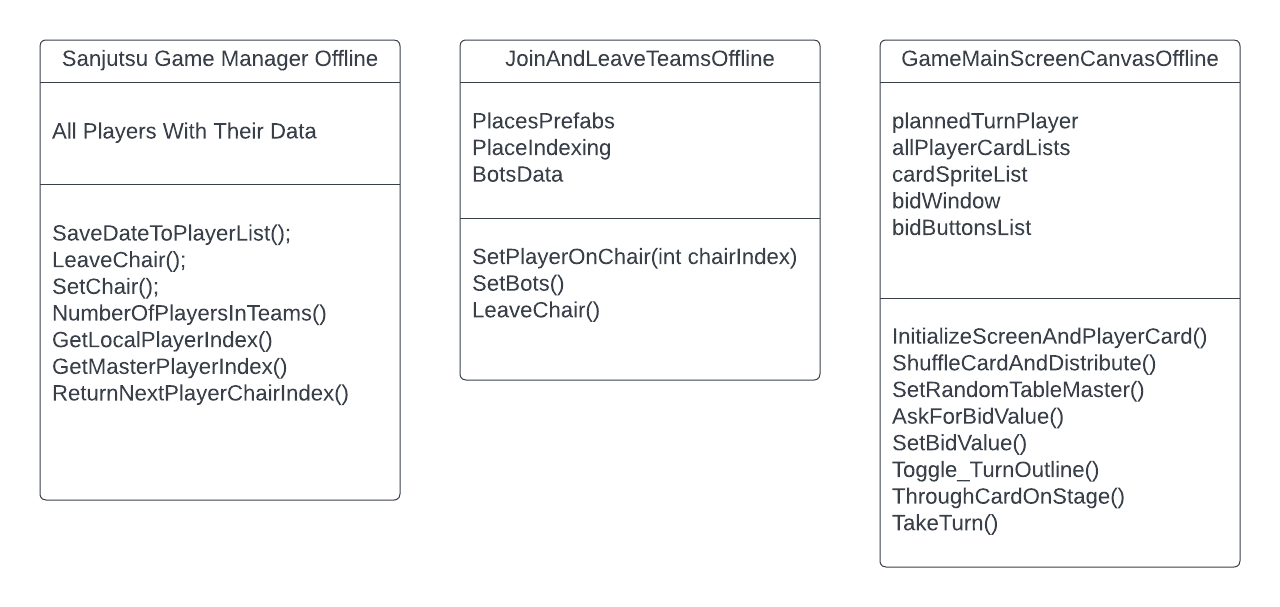 Sanjutsu Game Manager Offline
All Players With Their Data
SaveDateToPlayerList();
LeaveChair();
SetChair();
NumberOfPlayersInTeams()
GetLocalPlayerIndex()
GetMasterPlayerIndex()
ReturnNextPlayerChairIndex()
JoinAndLeaveTeamsOffline
PlacesPrefabs
PlaceIndexing
BotsData
SetPlayerOnChair(int chairIndex)
SetBots()
LeaveChair()
GameMainScreenCanvasOffline
plannedTurnPlayer
allPlayerCardLists
cardSpriteList
bidWindow
bidButtonsList
InitializeScreenAndPlayerCard()
ShuffleCardAndDistribute()
SetRandomTableMaster()
AskForBidValue()
SetBidValue()
Toggle_TurnOutline()
ThroughCardOnStage()
TakeTurn()